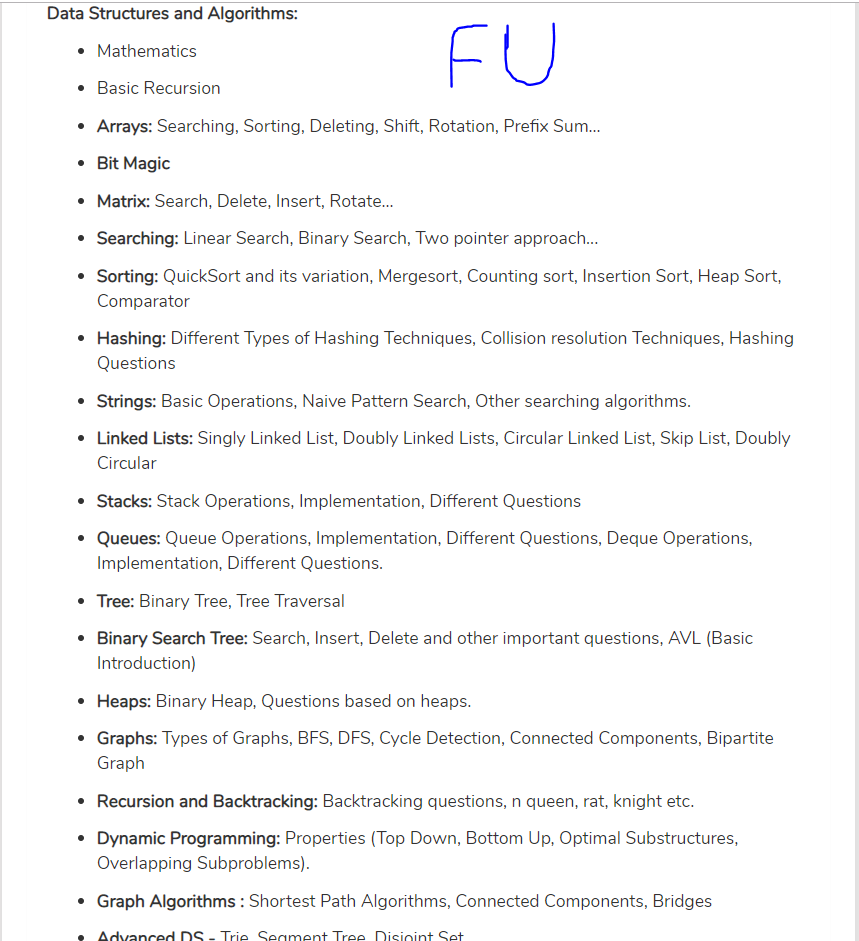 Data Structures and Algorithms:
FU
• Mathematics
• Basic Recursion
• Arrays: Searching, Sorting, Deleting, Shift, Rotation, Prefix Sum...
• Bit Magic
• Matrix: Search, Delete, Insert, Rotate...
• Searching: Linear Search, Binary Search, Two pointer approach...
• Sorting: QuickSort and its variation, Mergesort, Counting sort, Insertion Sort, Heap Sort,
Comparator
• Hashing: Different Types of Hashing Techniques, Collision resolution Techniques, Hashing
Questions
• Strings: Basic Operations, Naive Pattern Search, Other searching algorithms.
• Linked Lists: Singly Linked List, Doubly Linked Lists, Circular Linked List, Skip List, Doubly
Circular
• Stacks: Stack Operations, Implementation, Different Questions
• Queues: Queue Operations, Implementation, Different Questions, Deque Operations,
Implementation, Different Questions.
• Tree: Binary Tree, Tree Traversal
• Binary Search Tree: Search, Insert, Delete and other important questions, AVL (Basic
Introduction)
• Heaps: Binary Heap, Questions based on heaps.
• Graphs: Types of Graphs, BFS, DFS, Cycle Detection, Connected Components, Bipartite
Graph
• Recursion and Backtracking: Backtracking questions, n queen, rat, knight etc.
• Dynamic Programming: Properties (Top Down, Bottom Up, Optimal Substructures,
Overlapping Subproblems).
• Graph Algorithms : Shortest Path Algorithms, Connected Components, Bridges
• Advanced DS - Trie, Segment Tree, Disjoint Set